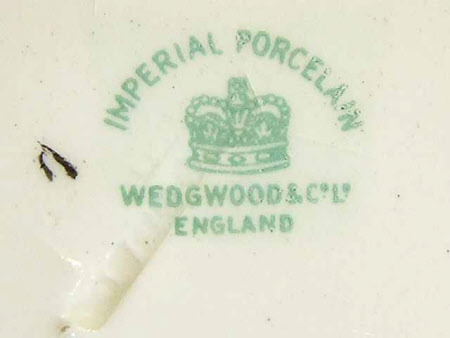 IMPERIAL PORCELAIN
WEDGWOOD & Cº Lº
ENGLAND